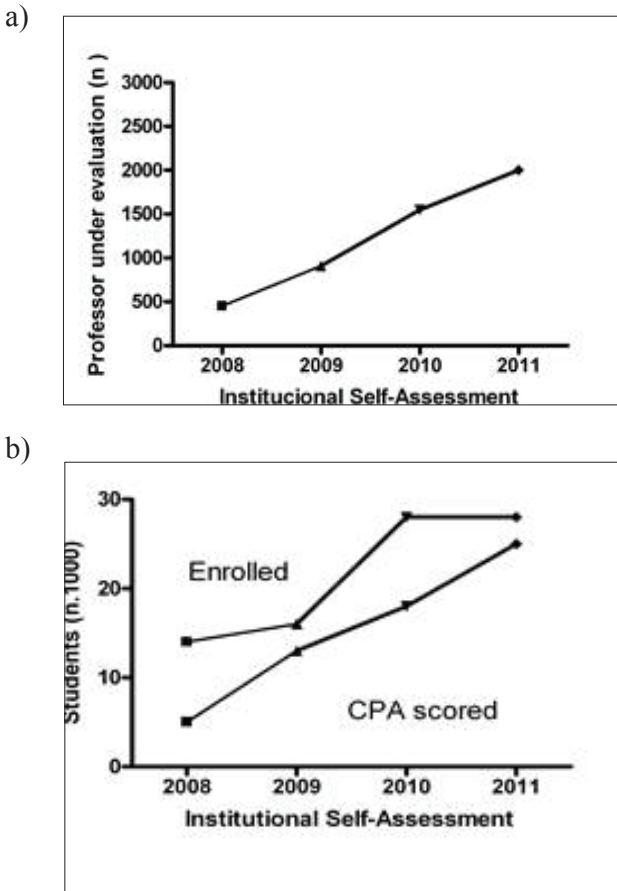 a)
Professor under evaluation (n )
3000
2500
2000
1500
1000
500
0
2008 2009 2010 2011
Institucional Self-Assessment
b)
Students (n.1000)
30
20
10
0
Enrolled
CPA scored
2008 2009 2010 2011
Institutional Self-Assessment